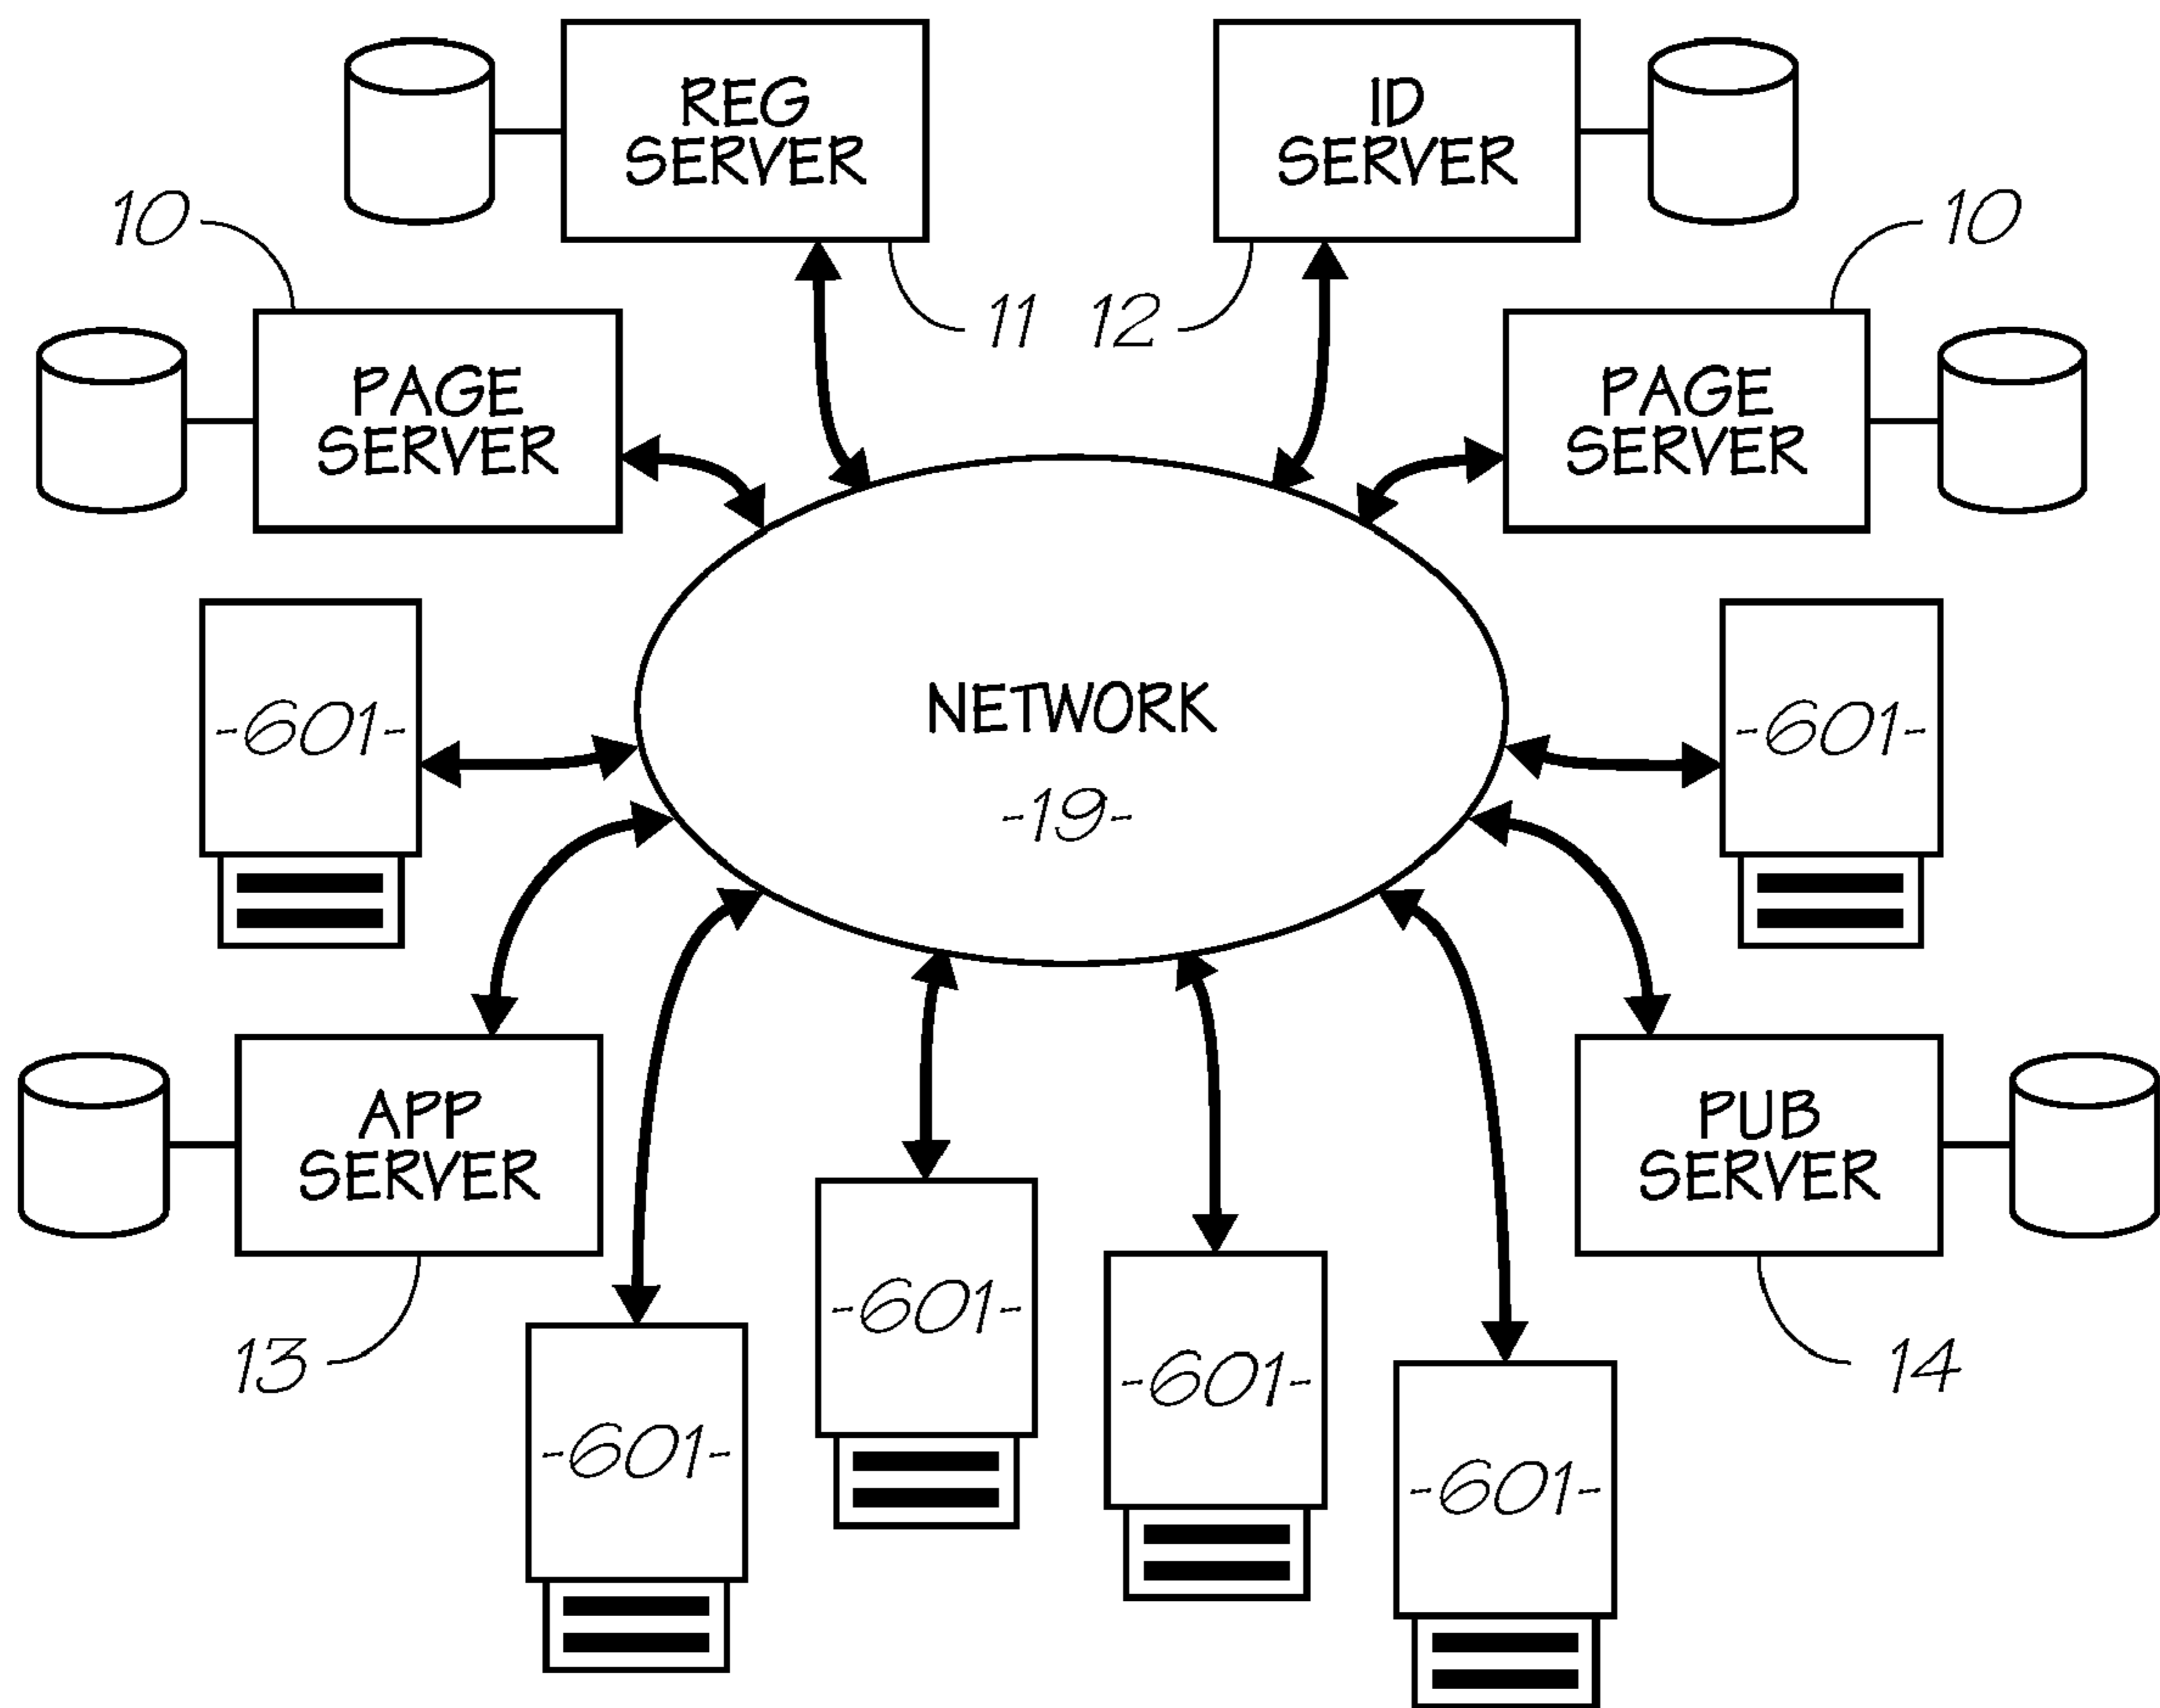 REG
SERVER
ID
SERVER
10
10
11
12
PAGE
SERVER
PAGE
SERVER
-601-
NETWORK
-19-
-601-
APP
SERVER
PUB
SERVER
13
-601-
-601-
-601-
-601-
14